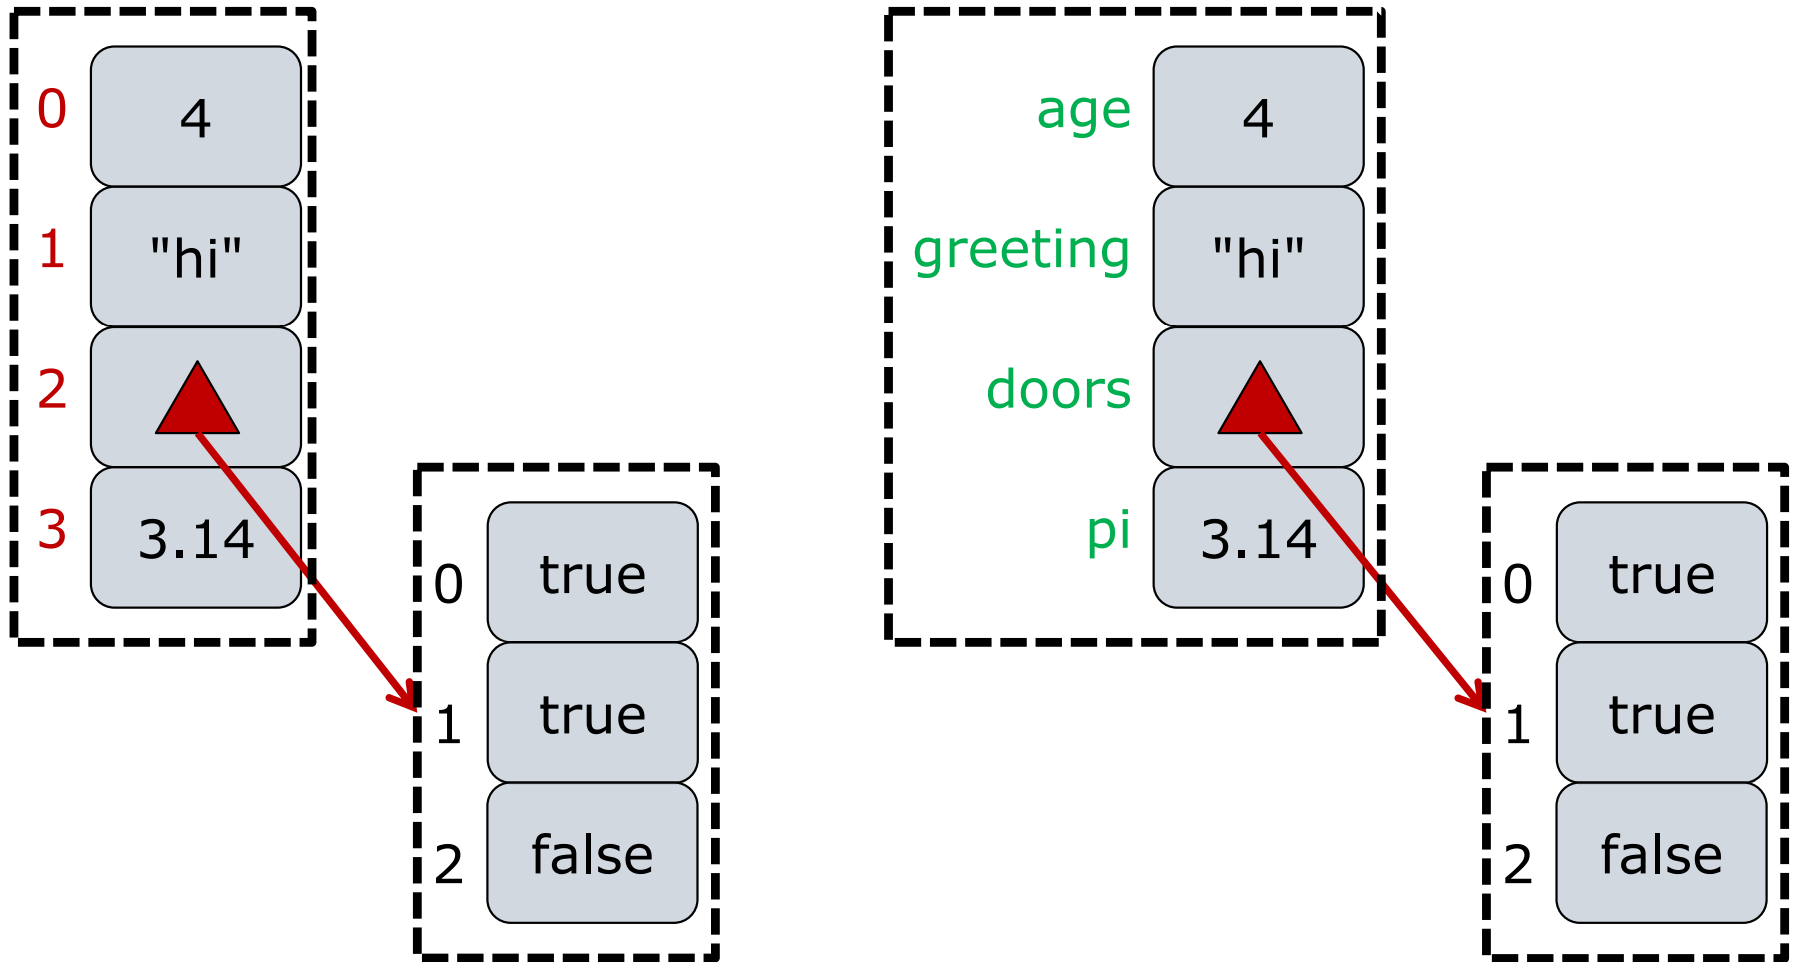 0 4
1 "hi"
2
3 3.14
0 true
1 true
2 false
age 4
greeting "hi"
doors
pi 3.14
0 true
1 true
2 false